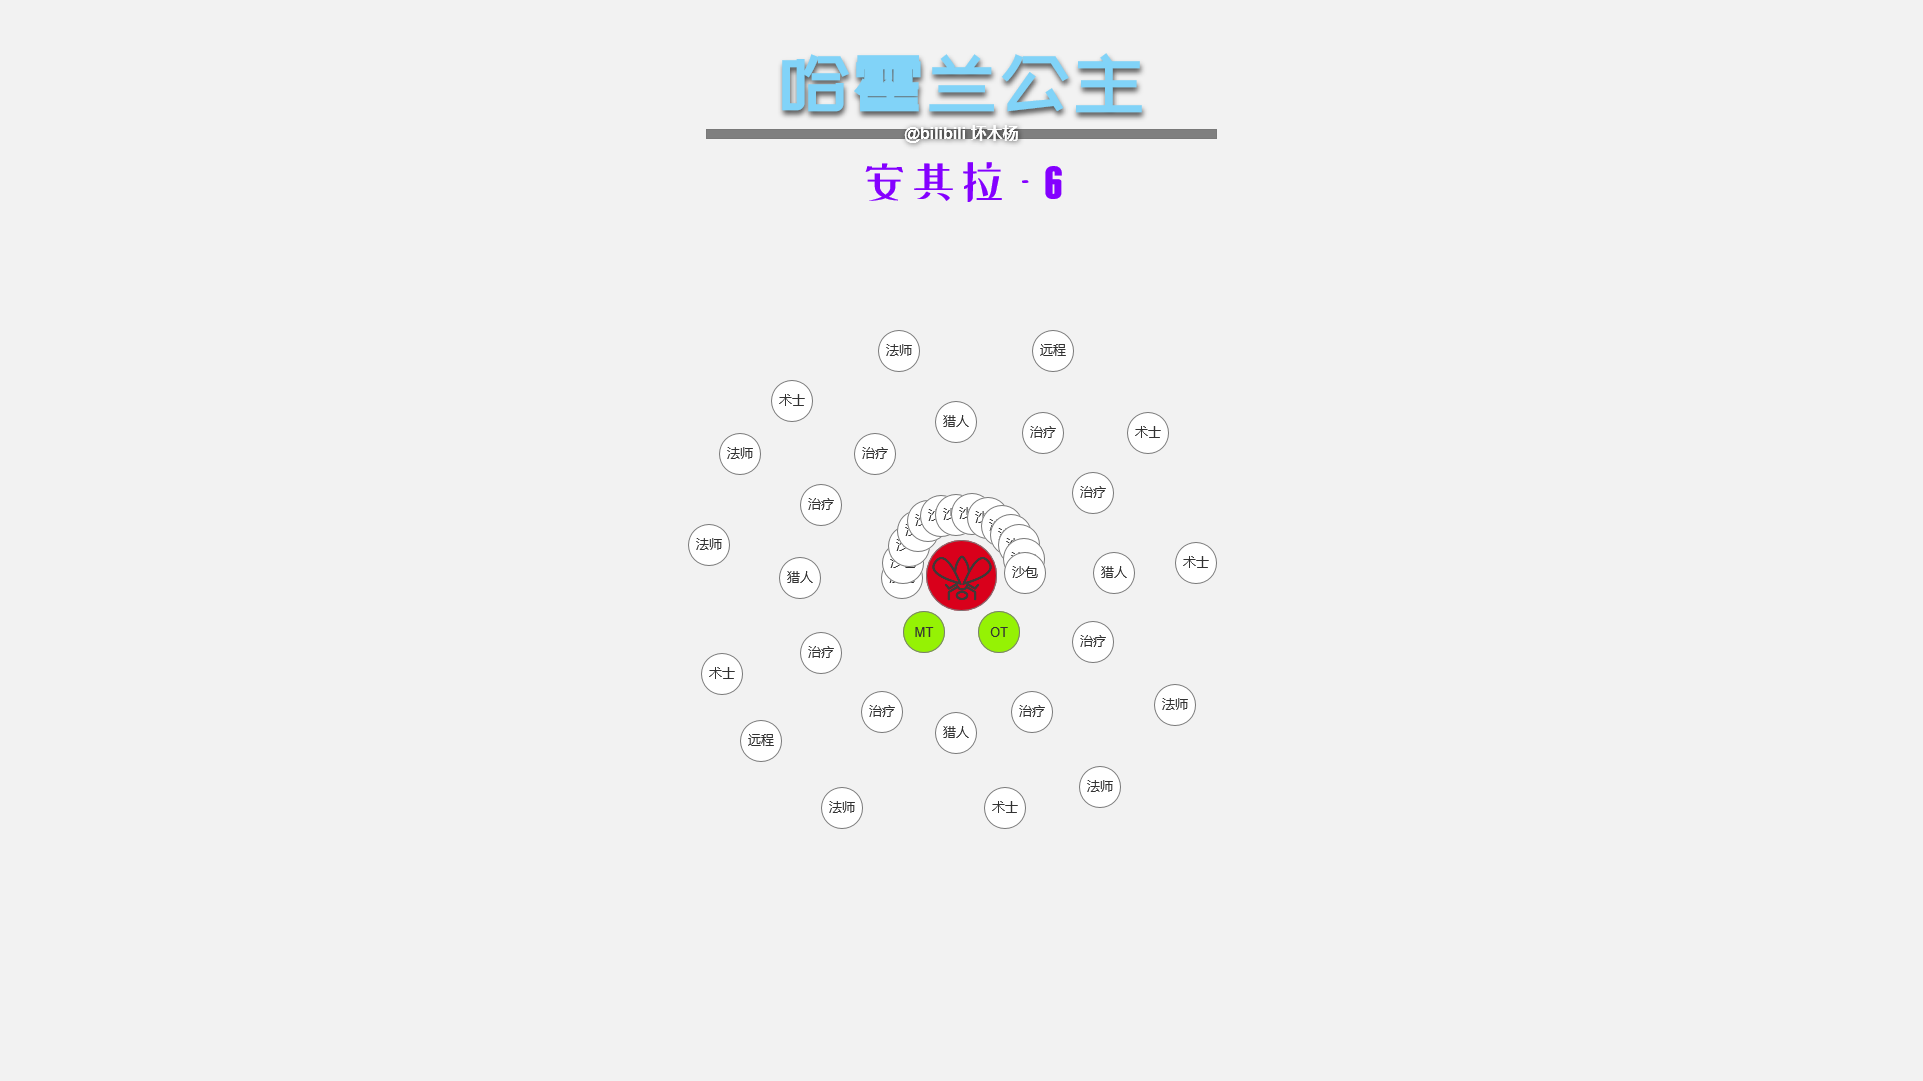 哈霍兰公主
@bilibili 坏木杨
安其拉 - 6
法师
远程
术士
猎人
治疗
术士
法师
治疗
治疗
治疗
法师
沙包
猎人
猎人
术士
MT
OT
治疗
治疗
术士
治疗
治疗
法师
猎人
远程
法师
法师
术士